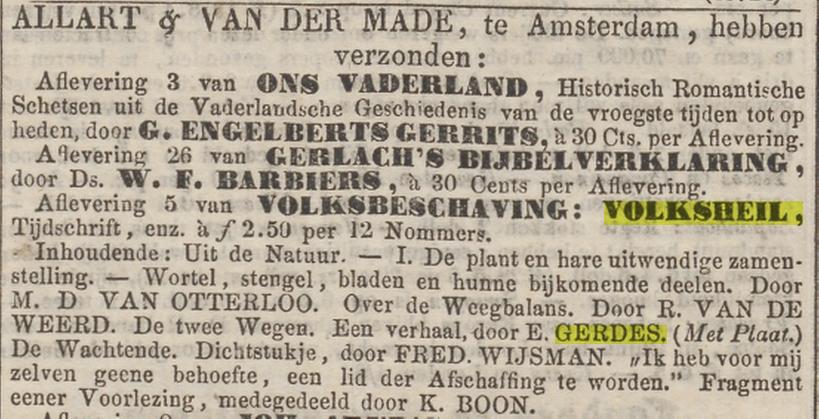 ALLART & VAN DER MADE, te Amsterdam, hebben
verzonden:
Aflevering 3 van ONS VADERLAND, Historisch Romantische
Schetsen uit de Vaderlandsche Geschiedenis van de vroegste tijden tot op
heden, door G. ENGELBERTS GERRITS, à 30 Cts. per Aflevering.
Aflevering 26 van GERLACH'S BIJBELVERKLARING,
door Ds. W. F. BARBIERS, à 30 Cents per Aflevering.
Aflevering 5 van VOLKSBESCHAVING: VOLKSHEIL,
Tijdschrift, enz. à f 2.50 per 12 Nommers.
Inhoudende: Uit de Natuur. — I. De plant en hare uitwendige zamen-
stelling. — Wortel, stengel, bladen en hunne bijkomende deelen. Door
M. D VAN OTTERLOO. Over de Weegbalans. Door R. VAN DE
WEERD. De twee Wegen. Een verhaal, door E. GERDES. (Met Plaat.)
De Wachtende. Dichtstukje, door FRED. WIJSMAN. „Ik heb voor mij
zelven geene behoefte, een lid der Afschaffing te worden." Fragment
eener Voorlezing, medegedeeld door K. BOON.